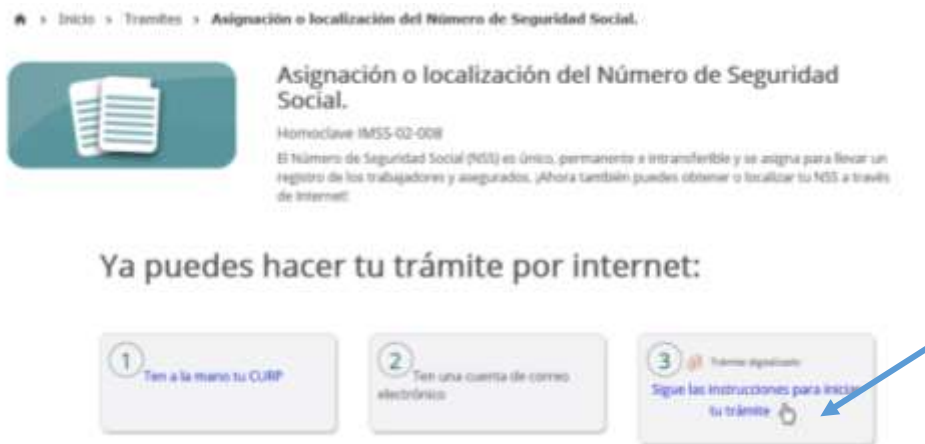 Inicio > Tramites > Asignación o localización del Número de Seguridad Social.
Asignación o localización del Número de Seguridad
Social.
Homoclave IMSS-02-008
El Número de Seguridad Social (NSS) es único, permanente e intransferible y se asigna para llevar un
registro de los trabajadores y asegurados. ¡Ahora también puedes obtener o localizar tu NSS a través
de Internet!
Ya puedes hacer tu trámite por internet:
1
Ten a la mano tu CURP
2
Ten una cuenta de correo
electrónico
3 Trámite digitalizado
Sigue las instrucciones para iniciar
tu trámite